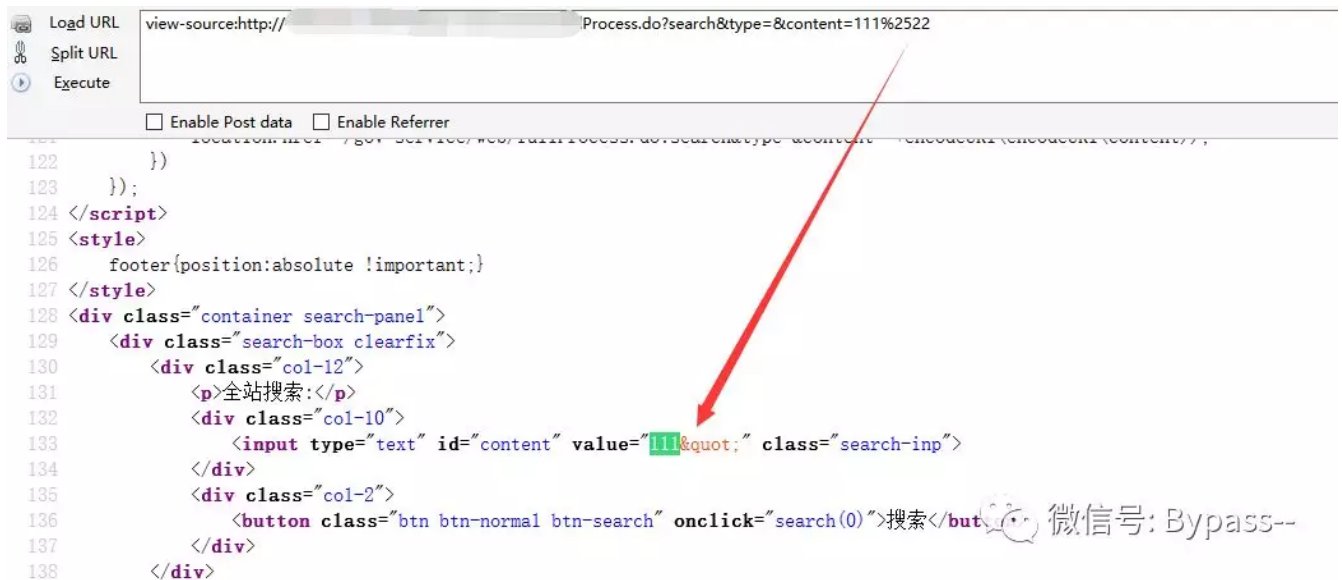 Load URL
view-source:http://
Process.do?search&type=&content=111%2522
Split URL
Execute
Enable Post data
Enable Referrer
122 })
123 });
124 </script>
125 <style>
126 footer{position:absolute !important;}
127 </style>
128 <div class="container search-panel">
129 <div class="search-box clearfix">
130 <div class="col-12">
131 <p>全站搜索:</p>
132 <div class="col-10">
133 <input type="text" id="content" value="111&quot;" class="search-inp">
134 </div>
135 <div class="col-2">
136 <button class="btn btn-normal btn-search" onclick="search(0)">搜索</but
137 </div>
138 </div>
微信号: Bypass--